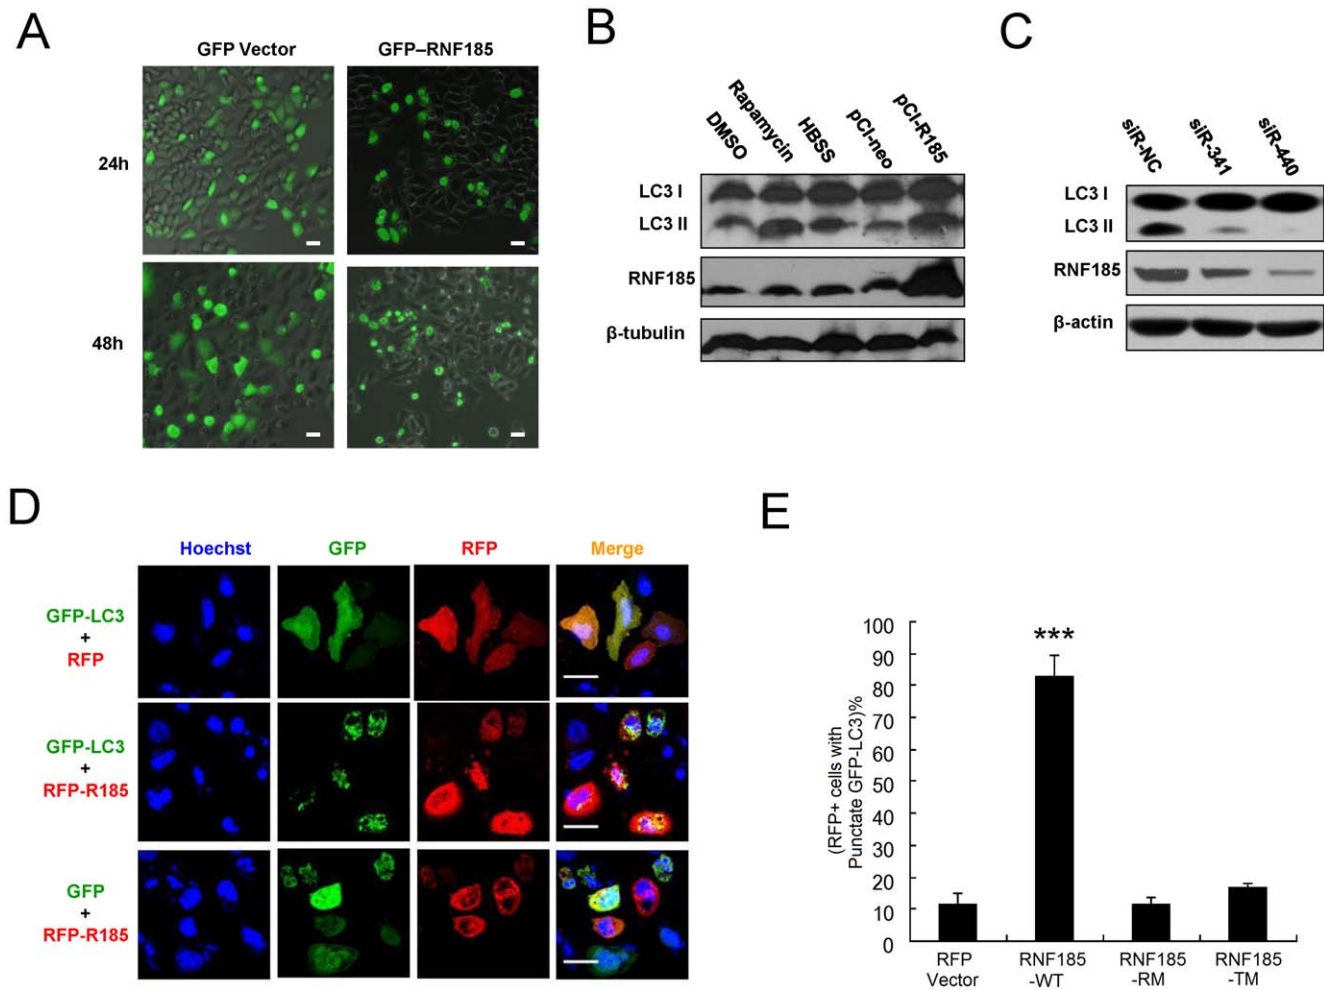 A
GFP Vector
GFP–RNF185
24h
48h
B
DMSO
Rapamycin
HBSS
pCI-neo
pCI-R185
LC3 I
LC3 II
RNF185
β-tubulin
C
siR-NC
siR-341
siR-440
LC3 I
LC3 II
RNF185
β-actin
D
Hoechst
GFP
RFP
Merge
GFP-LC3
+
RFP
GFP-LC3
+
RFP-R185
GFP
+
RFP-R185
E
(RFP+ cells with
Punctate GFP-LC3)%
100
90
80
70
60
50
40
30
20
10
0
***
RFP
Vector
RNF185
-WT
RNF185
-RM
RNF185
-TM